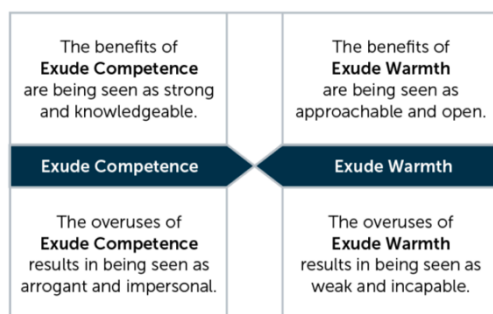 The benefits of
Exude Competence
are being seen as strong
and knowledgeable.
The benefits of
Exude Warmth
are being seen as
approachable and open.
Exude Competence
Exude Warmth
The overuses of
Exude Competence
results in being seen as
arrogant and impersonal.
The overuses of
Exude Warmth
results in being seen as
weak and incapable.